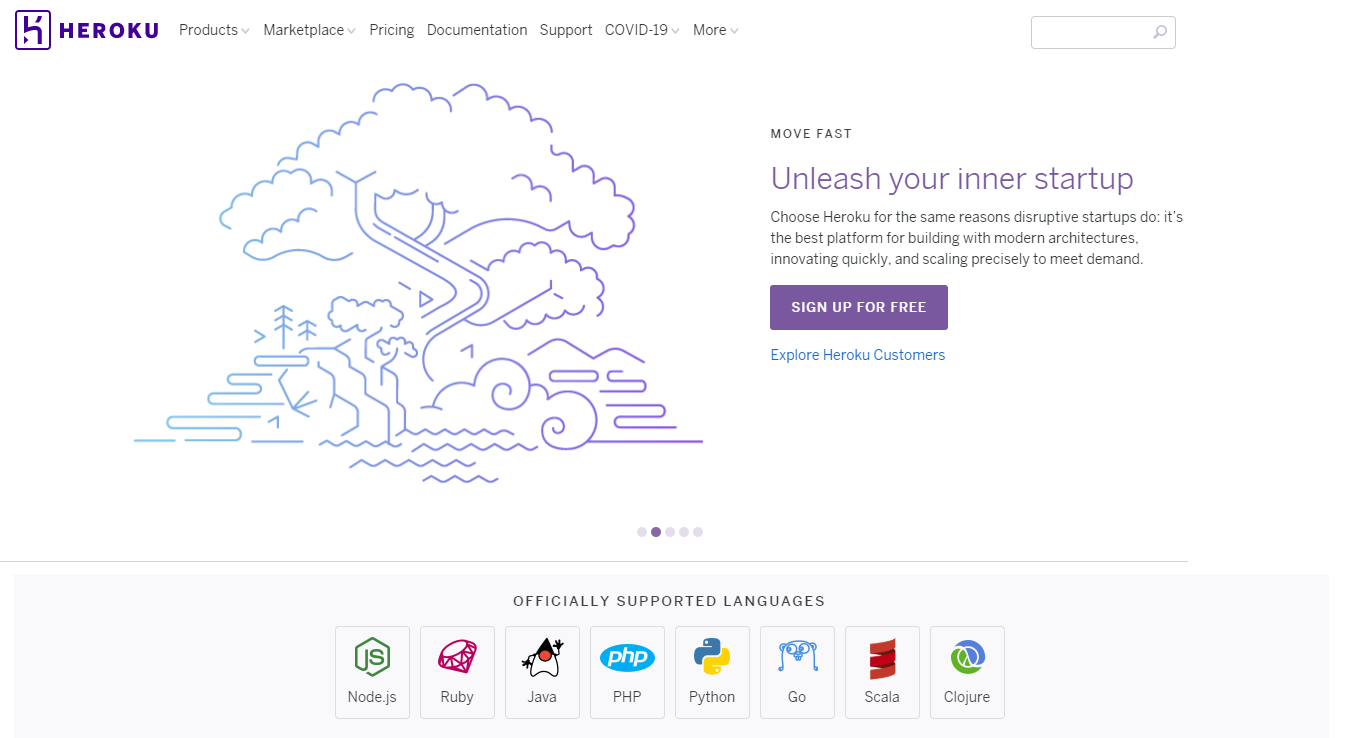 HEROKU
Products Marketplace Pricing Documentation Support COVID-19 More
MOVE FAST
Unleash your inner startup
Choose Heroku for the same reasons disruptive startups do: it's
the best platform for building with modern architectures,
innovating quickly, and scaling precisely to meet demand.
SIGN UP FOR FREE
Explore Heroku Customers
OFFICIALLY SUPPORTED LANGUAGES
JS php
Node.js Ruby Java PHP Python Go Scala Clojure